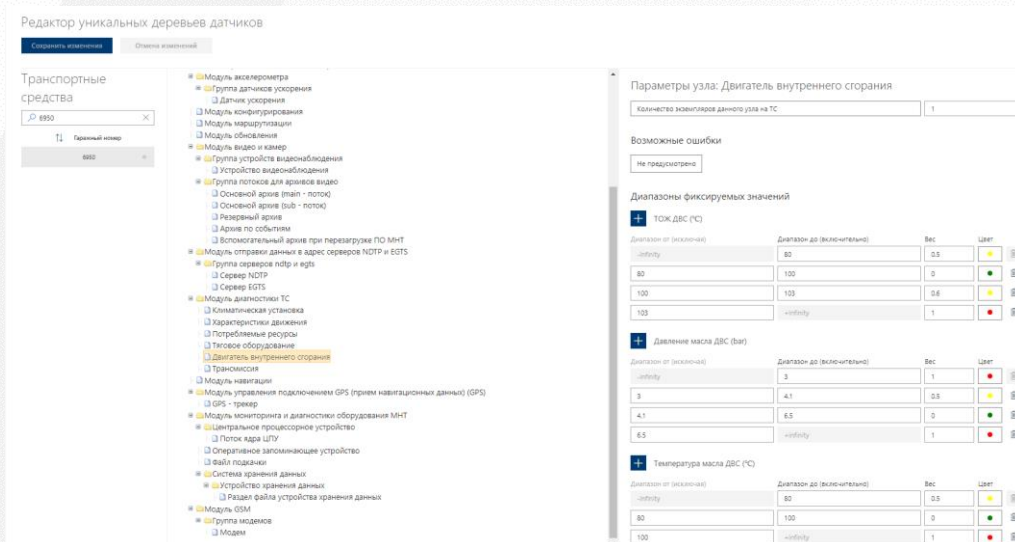 Редактор уникальных деревьев датчиков
Сохранить изменения Отмена изменений
Транспортные
средства
6950
Гаражный номер
6950
Модуль акселерометра
Группа датчиков ускорения
Датчик ускорения
Модуль конфигурирования
Модуль маршрутизации
Модуль обновления
Модуль видео и камер
Группа устройств видеонаблюдения
Устройство видеонаблюдения
Группа потоков для архивов видео
Основной архив (main - поток)
Основной архив (sub - поток)
Резервный архив
Архив по событиям
Вспомогательный архив при перезагрузке ПО МНТ
Модуль отправки данных в адрес серверов NDTP и EGTS
Группа серверов ndtp и egts
Сервер NDTP
Сервер EGTS
Модуль диагностики ТС
Климатическая установка
Характеристики движения
Потребляемые ресурсы
Тяговое оборудование
Двигатель внутреннего сгорания
Трансмиссия
Модуль навигации
Модуль управления подключением GPS (прием навигационных данных) (GPS)
GPS - трекер
Модуль мониторинга и диагностики оборудования МНТ
Центральное процессорное устройство
Поток ядра ЦПУ
Оперативное запоминающее устройство
Файл подкачки
Система хранения данных
Устройство хранения данных
Раздел файла устройства хранения данных
Модуль GSM
Группа модемов
Модем
Параметры узла: Двигатель внутреннего сгорания
Количество экземпляров данного узла на ТС 1
Возможные ошибки
Не предусмотрено
Диапазоны фиксируемых значений
+ ТОЖ ДВС (°C)
Диапазон от (исключая) Диапазон до (включительно) Вес Цвет
-infinity 80 0.5
80 100 0
100 103 0.6
103 +infinity 1
+ Давление масла ДВС (bar)
Диапазон от (исключая) Диапазон до (включительно) Вес Цвет
-infinity 3 1
3 4.1 0.5
4.1 6.5 0
6.5 +infinity 1
+ Температура масла ДВС (°C)
Диапазон от (исключая) Диапазон до (включительно) Вес Цвет
-infinity 80 0.5
80 100 0
100 +infinity 1